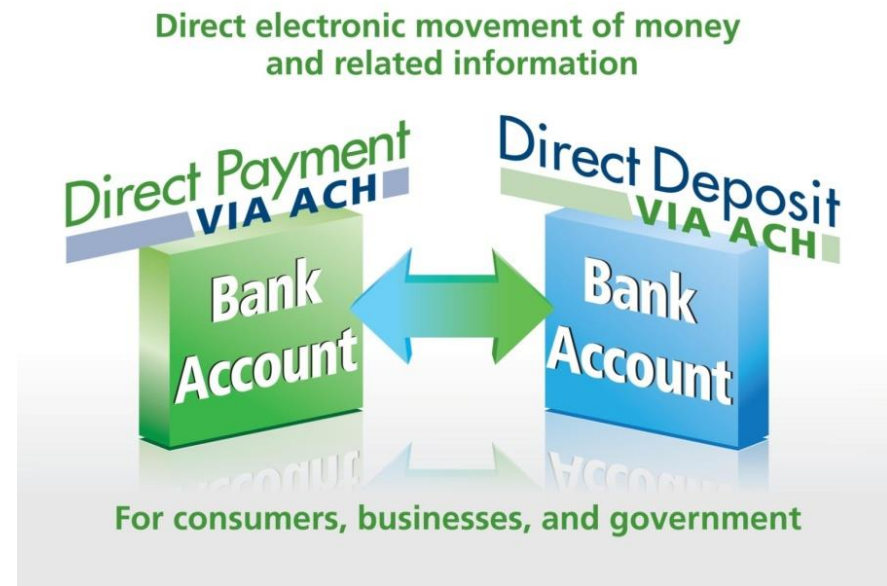 Direct electronic movement of money
and related information
Direct Payment
VIA ACH
Direct Deposit
VIA ACH
Bank
Account
Bank
Account
For consumers, businesses, and government